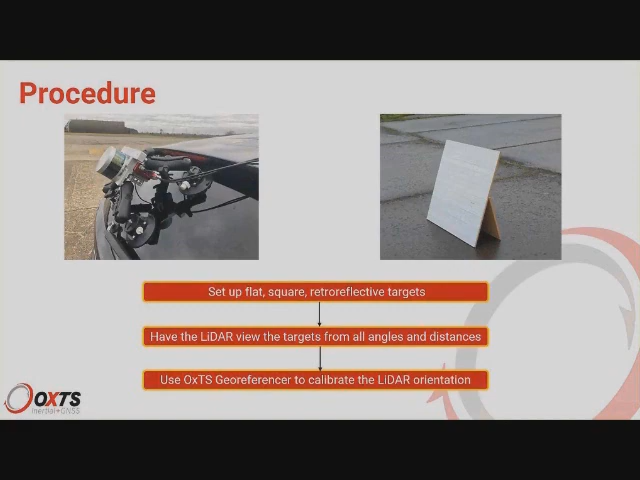 Procedure
Set up flat, square, retroreflective targets
Have the LiDAR view the targets from all angles and distances
Use OxTS Georeferencer to calibrate the LiDAR orientation
OXTS
Inertial+GNSS